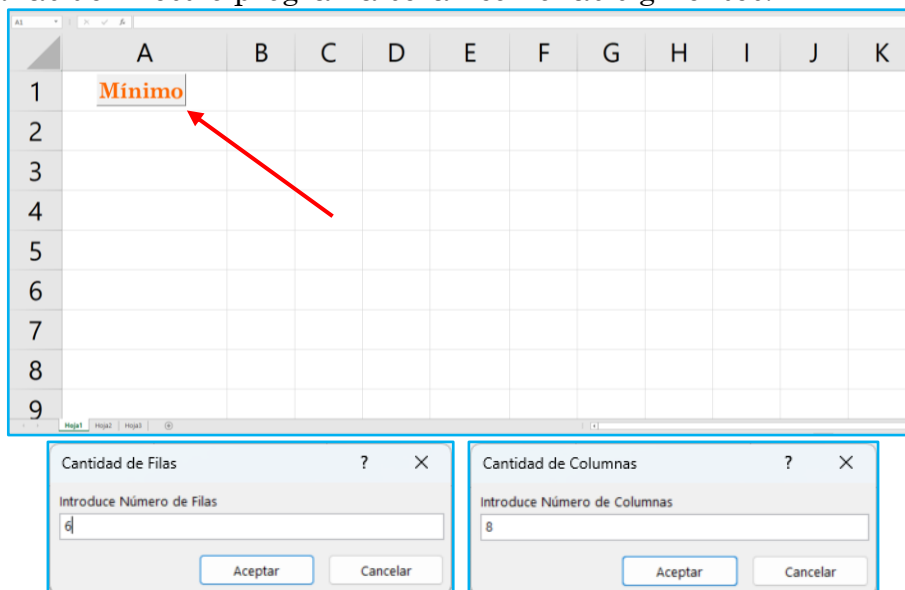 A1
A B C D E F G H I J K
1 Mínimo
2
3
4
5
6
7
8
9
Hoja1 Hoja2 Hoja3
Cantidad de Filas ? ×
Introduce Número de Filas
6
Aceptar Cancelar
Cantidad de Columnas ? ×
Introduce Número de Columnas
8
Aceptar Cancelar